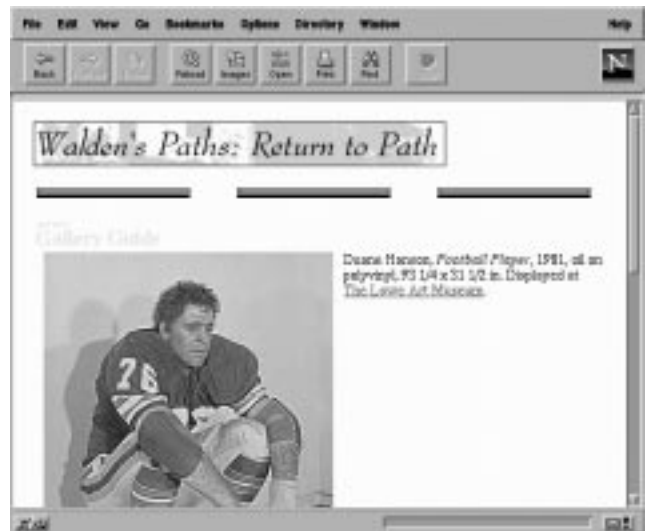 File Edit View Go Bookmarks Options Directory Window Help
Back Reload Images Open Print Find
N
Walden's Paths: Return to Path
Gallery Guide
Duane Hanson, Football Player, 1981, oil on
polyvinyl, 43 1/4 x 31 1/2 in. Displayed at
The Lowe Art Museum.
76